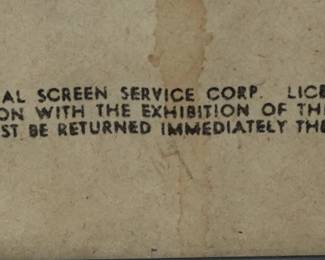 AL SCREEN SERVICE CORP. LICE
ON WITH THE EXHIBITION OF TH
ST BE RETURNED IMMEDIATELY THE